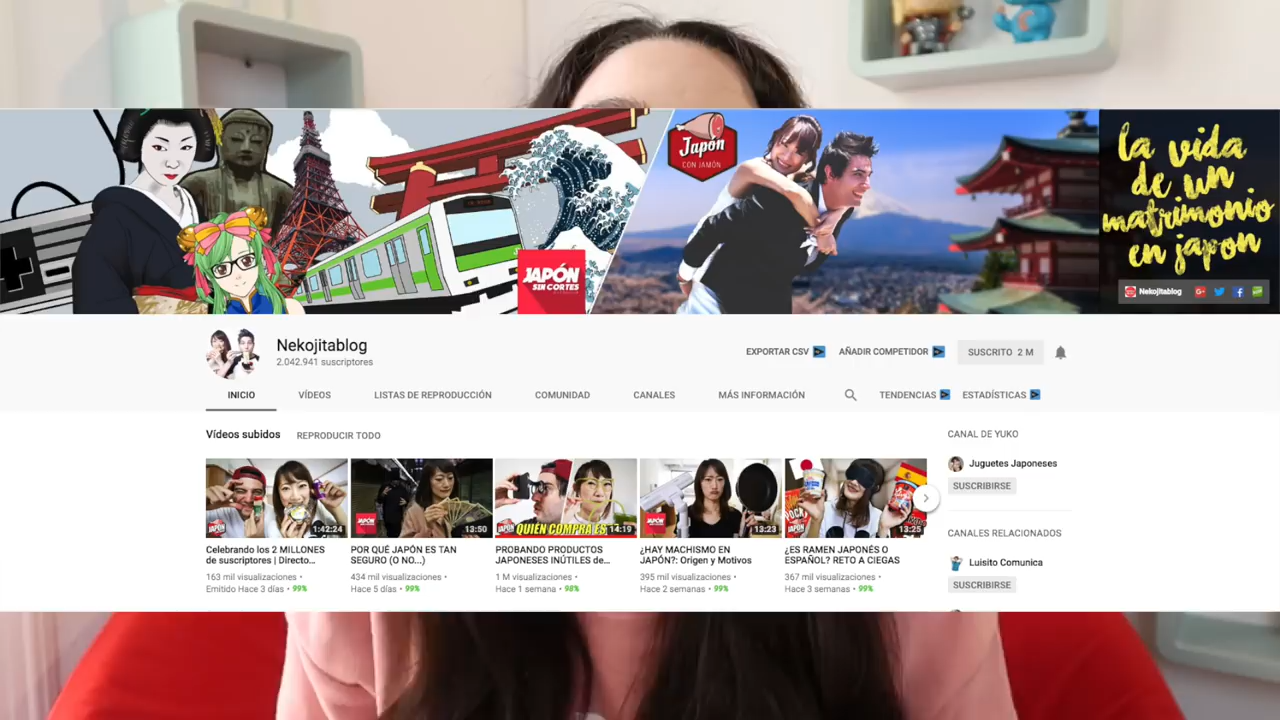 Japón
CON JAMÓN
la vida
de un
matrimonio
en japon
JAPÓN
SIN CORTES
Nekojitablog
Nekojitablog
2.042.941 suscriptores
EXPORTAR CSV
AÑADIR COMPETIDOR
SUSCRITO 2 M
INICIO
VÍDEOS
LISTAS DE REPRODUCCIÓN
COMUNIDAD
CANALES
MÁS INFORMACIÓN
TENDENCIAS
ESTADÍSTICAS
Vídeos subidos
REPRODUCIR TODO
1:42:24
Celebrando los 2 MILLONES
de suscriptores | Directo...
163 mil visualizaciones •
Emitido Hace 3 días • 99%
JAPÓN
13:50
POR QUÉ JAPÓN ES TAN
SEGURO (O NO...)
434 mil visualizaciones •
Hace 5 días • 99%
JAPÓN
QUIÉN COMPRA ES
14:19
PROBANDO PRODUCTOS
JAPONESES INÚTILES de...
1 M visualizaciones •
Hace 1 semana • 98%
JAPÓN
13:23
¿HAY MACHISMO EN
JAPÓN?: Origen y Motivos
395 mil visualizaciones •
Hace 2 semanas • 99%
13:25
¿ES RAMEN JAPONÉS O
ESPAÑOL? RETO A CIEGAS
367 mil visualizaciones •
Hace 3 semanas • 99%
CANAL DE YUKO
Juguetes Japoneses
SUSCRIBIRSE
CANALES RELACIONADOS
Luisito Comunica
SUSCRIBIRSE